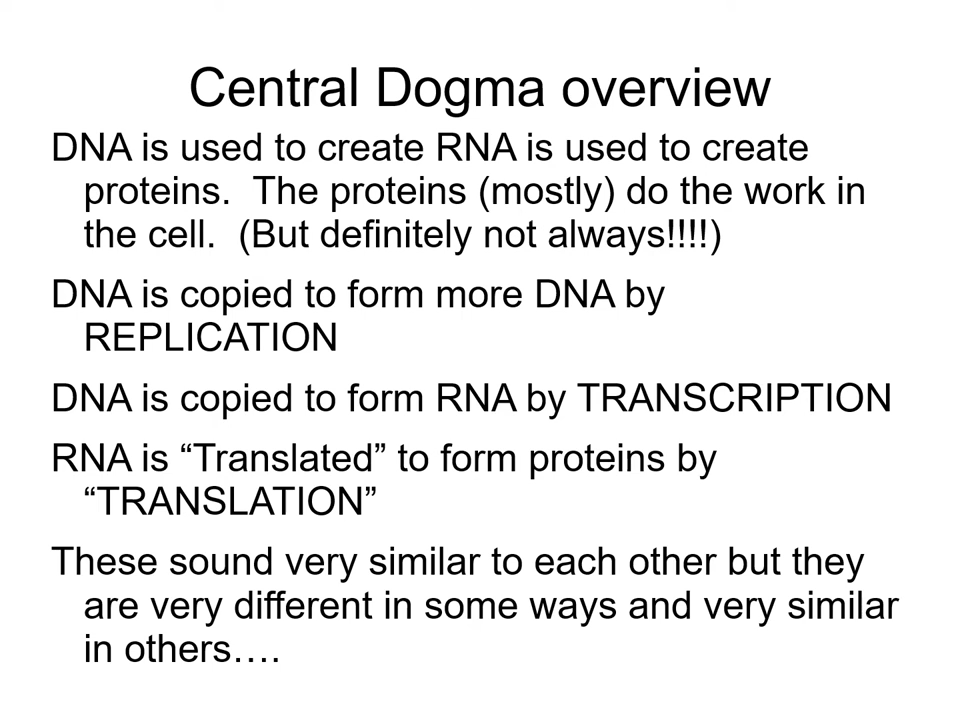 Central Dogma overview
DNA is used to create RNA is used to create
proteins.  The proteins (mostly) do the work in
the cell.  (But definitely not always!!!!)
DNA is copied to form more DNA by
REPLICATION
DNA is copied to form RNA by TRANSCRIPTION
RNA is “Translated” to form proteins by
“TRANSLATION”
These sound very similar to each other but they
are very different in some ways and very similar
in others….